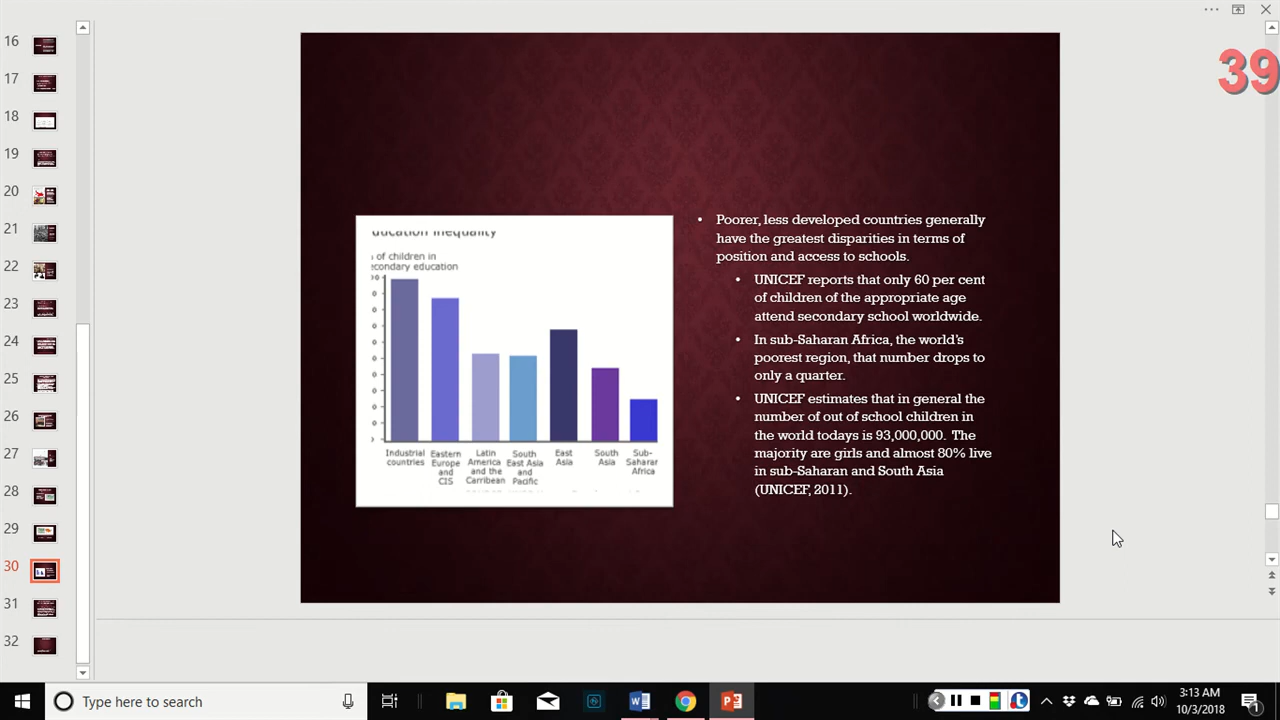 39
16
17
18
19
20
21
22
23
24
25
26
27
28
29
30
31
32
ducation inequality
of children in
econdary education
Industrial
countries
Eastern
Europe
and
CIS
Latin
America
and the
Carribean
South
East Asia
and
Pacific
East
Asia
South
Asia
Sub-
Saharar
Africa
• Poorer, less developed countries generally
have the greatest disparities in terms of
position and access to schools.
• UNICEF reports that only 60 per cent
of children of the appropriate age
attend secondary school worldwide.
• In sub-Saharan Africa, the world's
poorest region, that number drops to
only a quarter.
• UNICEF estimates that in general the
number of out of school children in
the world todays is 93,000,000. The
majority are girls and almost 80% live
in sub-Saharan and South Asia
(UNICEF, 2011).
Type here to search
3:13 AM
10/3/2018
1